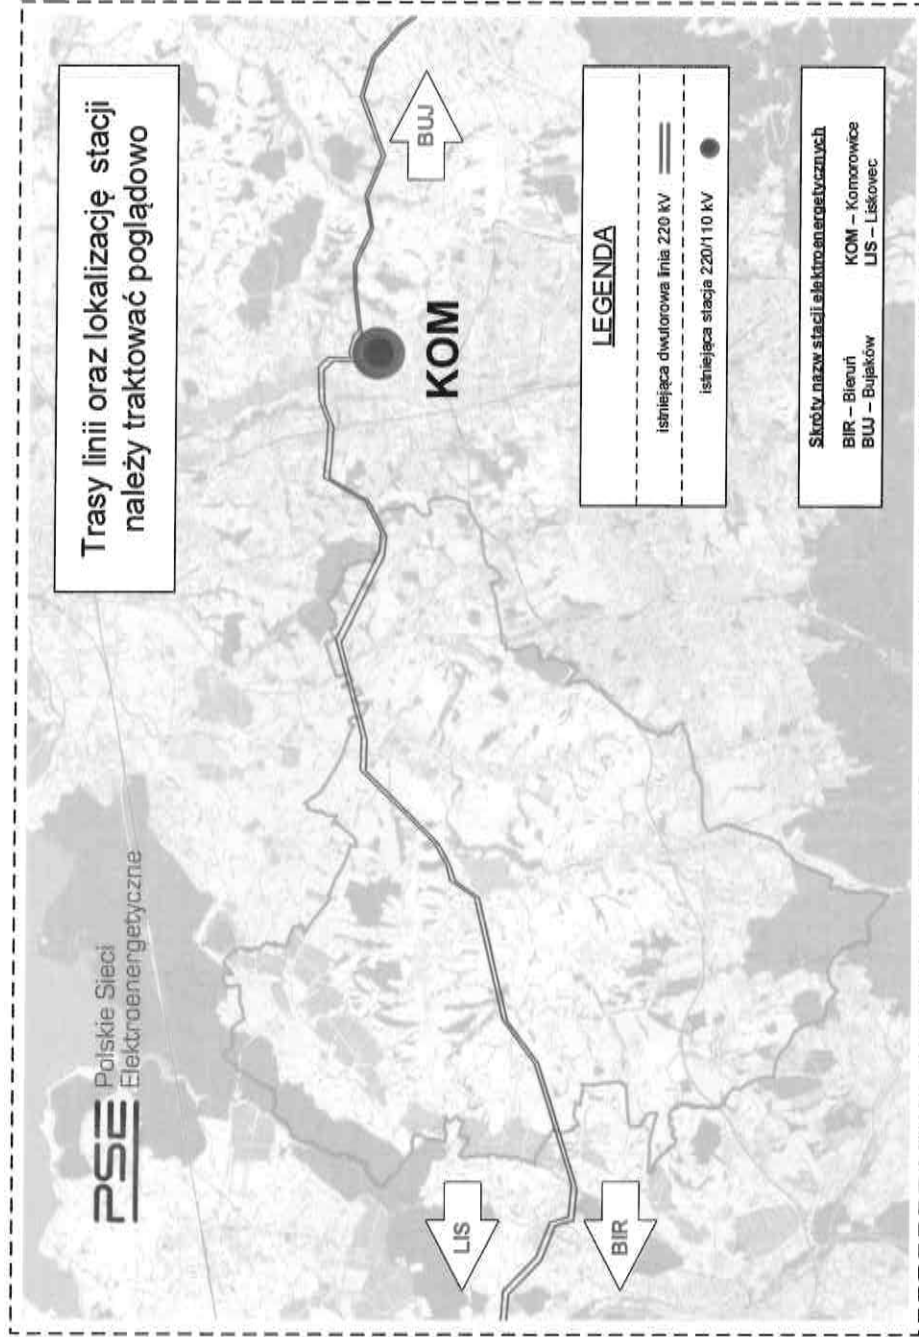 PSE Polskie Sieci
Elektroenergetyczne
Trasy linii oraz lokalizację stacji
należy traktować poglądowo
LIS
BIR
KOM
BUJ
LEGENDA
istniejąca dwutorowa linia 220 kV
istniejąca stacja 220/110 kV
Skróty nazw stacji elektroenergetycznych
BIR – Bieruń KOM – Komorowice
BUJ – Bujaków LIS – Liskovec